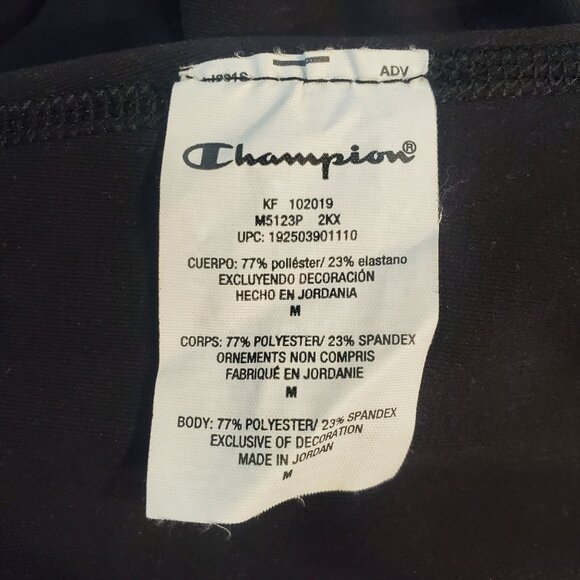 ADV
Champion®
KF 102019
M5123P 2KX
UPC: 192503901110
CUERPO: 77% poliéster/ 23% elastano
EXCLUYENDO DECORACIÓN
HECHO EN JORDANIA
M
CORPS: 77% POLYESTER/ 23% SPANDEX
ORNEMENTS NON COMPRIS
FABRIQUÉ EN JORDANIE
M
BODY: 77% POLYESTER/ 23% SPANDEX
EXCLUSIVE OF DECORATION
MADE IN JORDAN
M